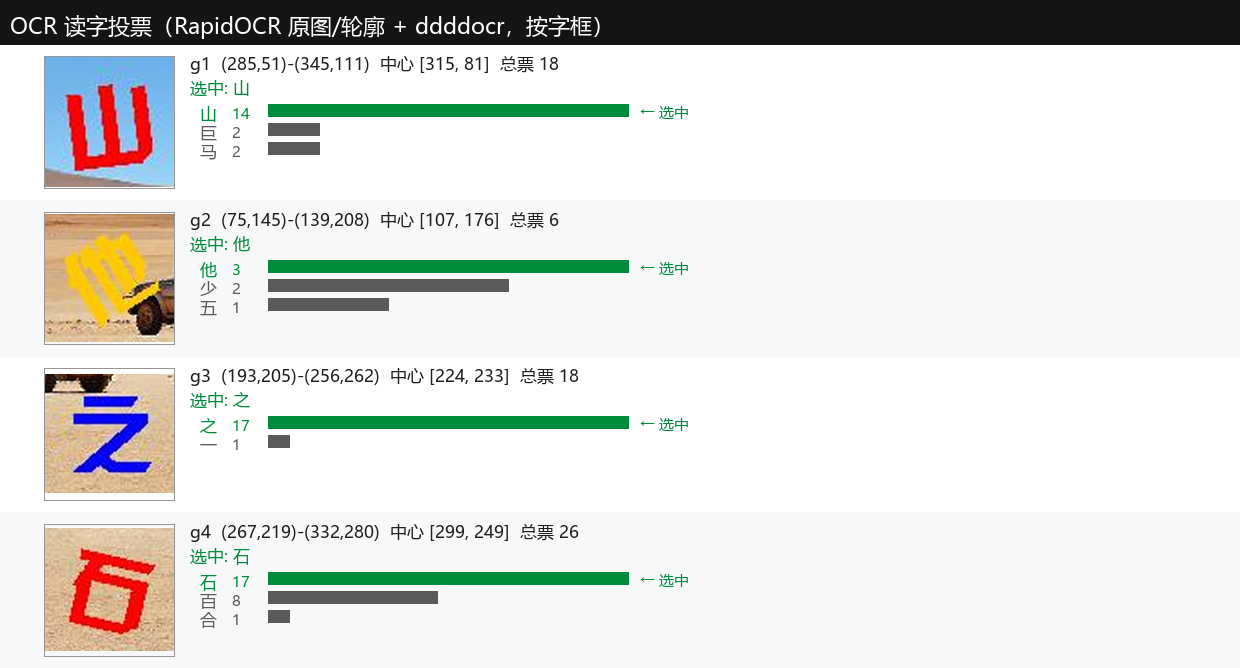 OCR 读字投票（RapidOCR 原图/轮廓 + ddddocr，按字框）
山
g1 (285,51)-(345,111) 中心 [315, 81] 总票 18
选中: 山
山 14 ← 选中
巨 2
马 2
他
g2 (75,145)-(139,208) 中心 [107, 176] 总票 6
选中: 他
他 3 ← 选中
少 2
五 1
之
g3 (193,205)-(256,262) 中心 [224, 233] 总票 18
选中: 之
之 17 ← 选中
一 1
石
g4 (267,219)-(332,280) 中心 [299, 249] 总票 26
选中: 石
石 17 ← 选中
百 8
合 1